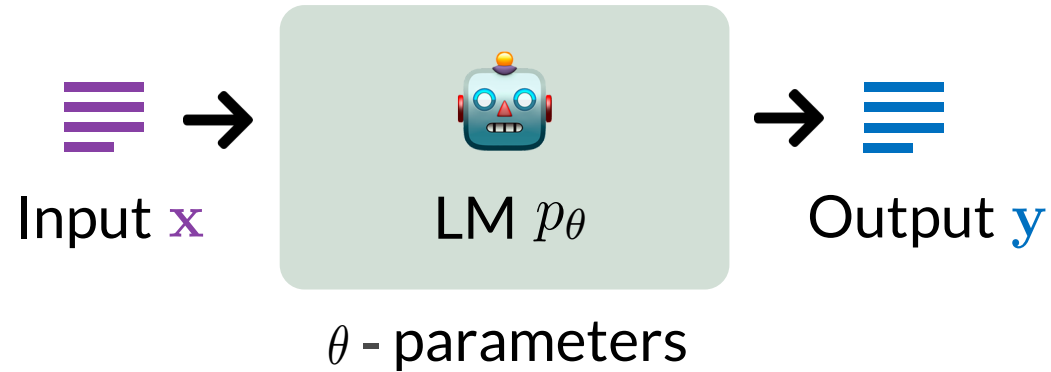 Input x
LM pθ
Output y
θ - parameters